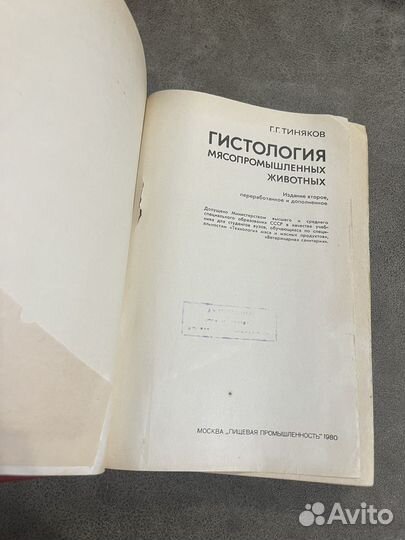 Г.Г. ТИНЯКОВ
ГИСТОЛОГИЯ
МЯСОПРОМЫШЛЕННЫХ
ЖИВОТНЫХ
Издание второе,
переработанное и дополненное
Допущено Министерством высшего и среднего
специального образования СССР в качестве учеб-
ника для студентов вузов, обучающихся по специ-
альностям «Технология мяса и мясных продуктов»,
«Ветеринарная санитария».
МОСКВА „ПИЩЕВАЯ ПРОМЫШЛЕННОСТЬ" 1980
Avito